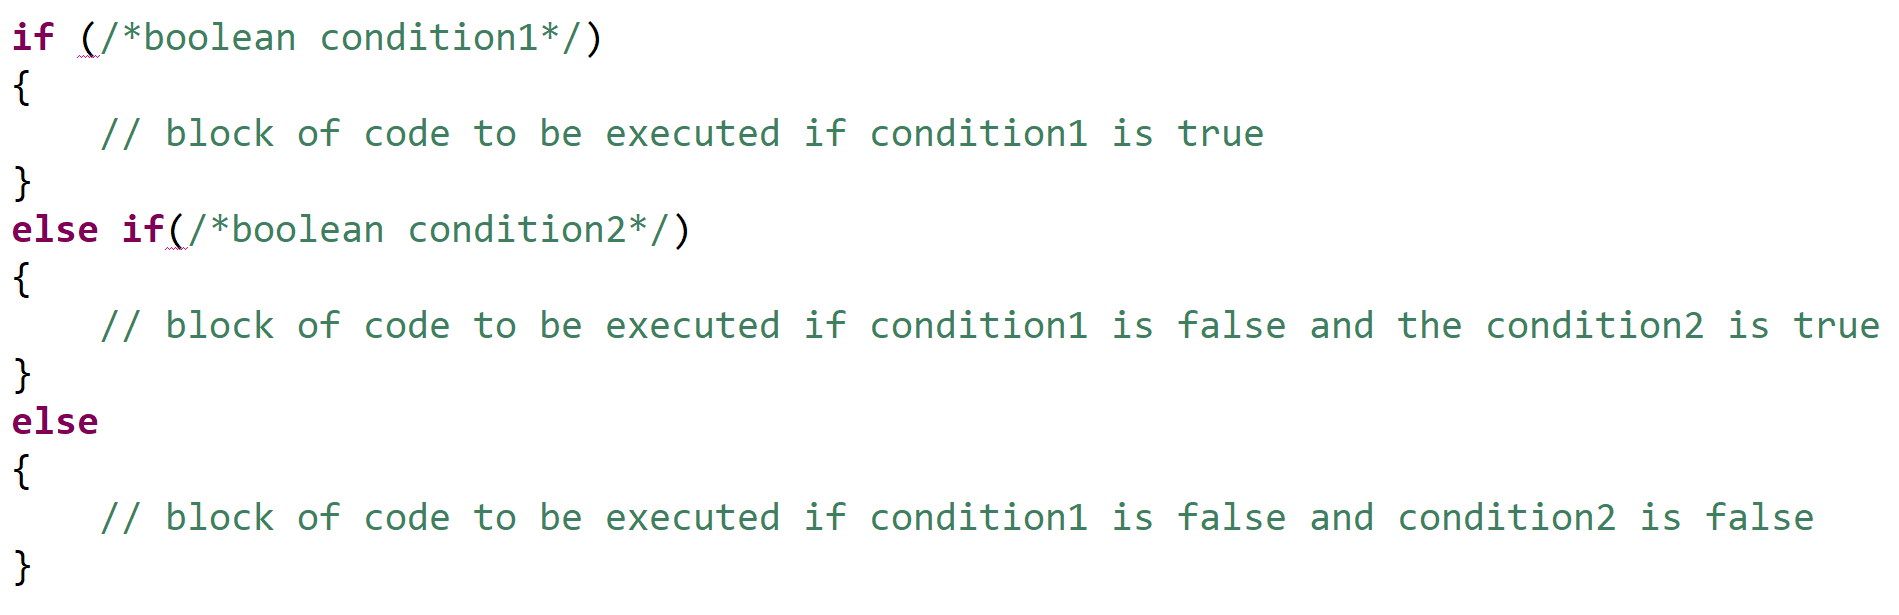 if (/*boolean condition1*/)
{
    // block of code to be executed if condition1 is true
}
else if(/*boolean condition2*/)
{
    // block of code to be executed if condition1 is false and the condition2 is true
}
else
{
    // block of code to be executed if condition1 is false and condition2 is false
}